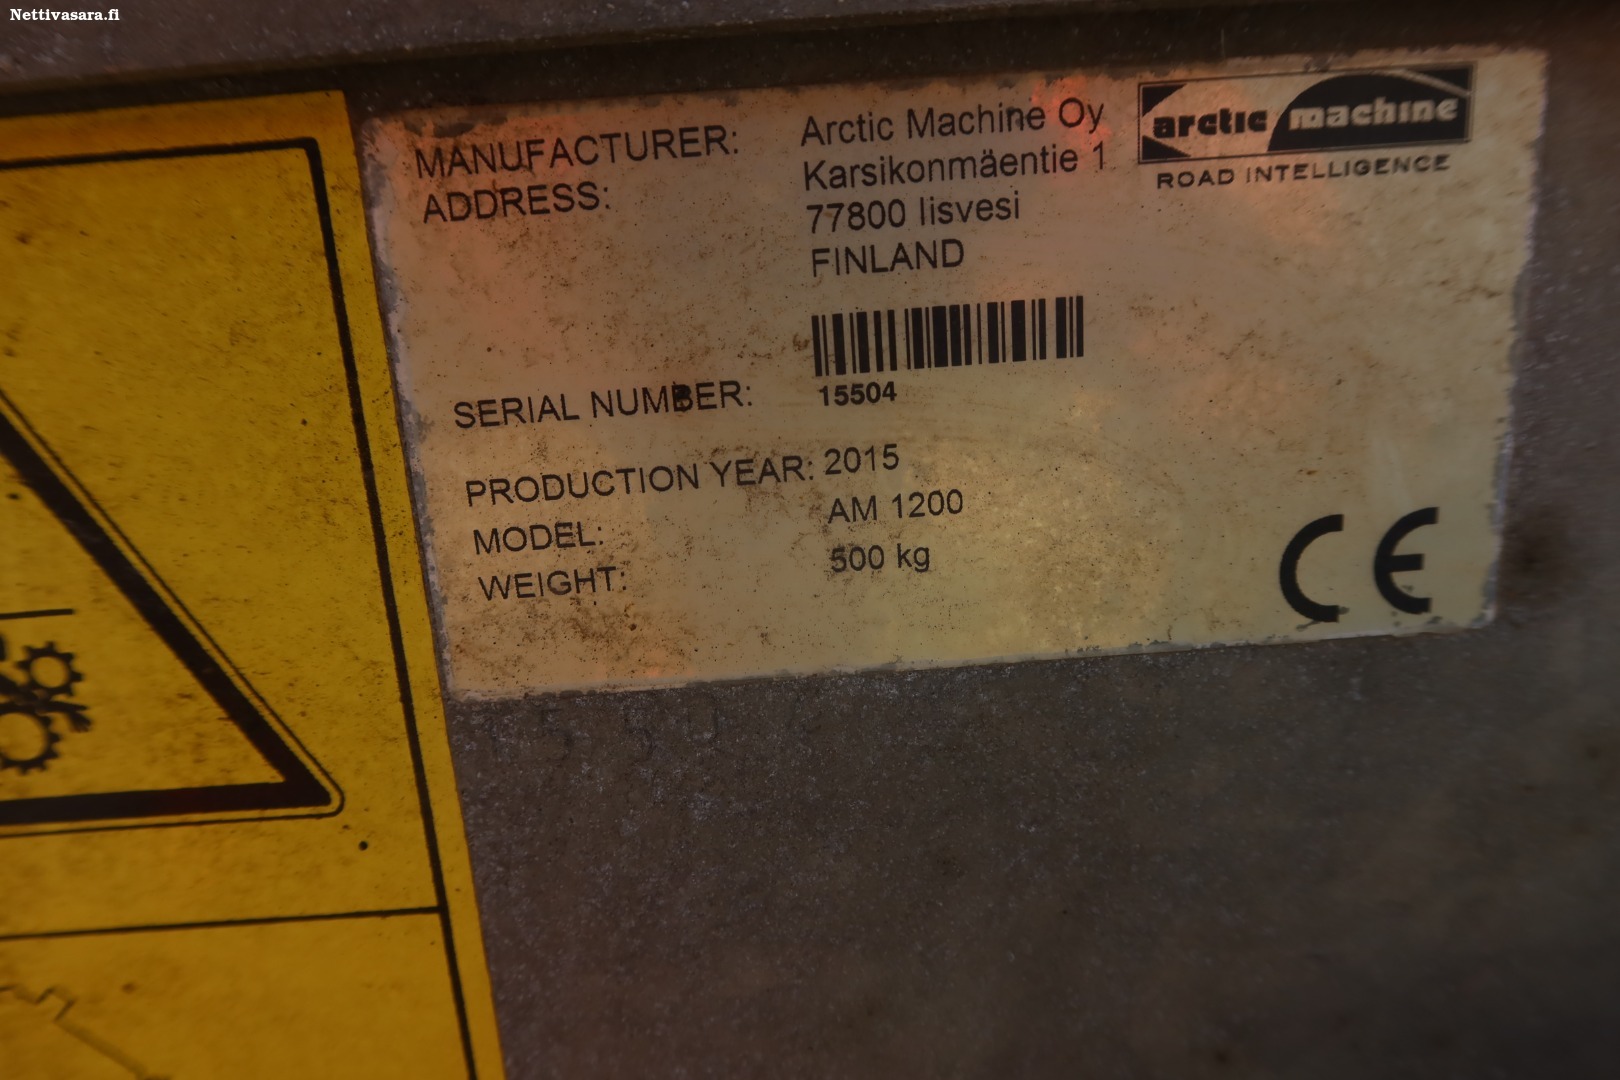 Nettivasara.fi
MANUFACTURER: Arctic Machine Oy
ADDRESS: Karsikonmäentie 1
77800 Iisvesi
FINLAND
arctic machine
ROAD INTELLIGENCE
SERIAL NUMBER: 15504
PRODUCTION YEAR: 2015
MODEL: AM 1200
WEIGHT: 500 kg
CE